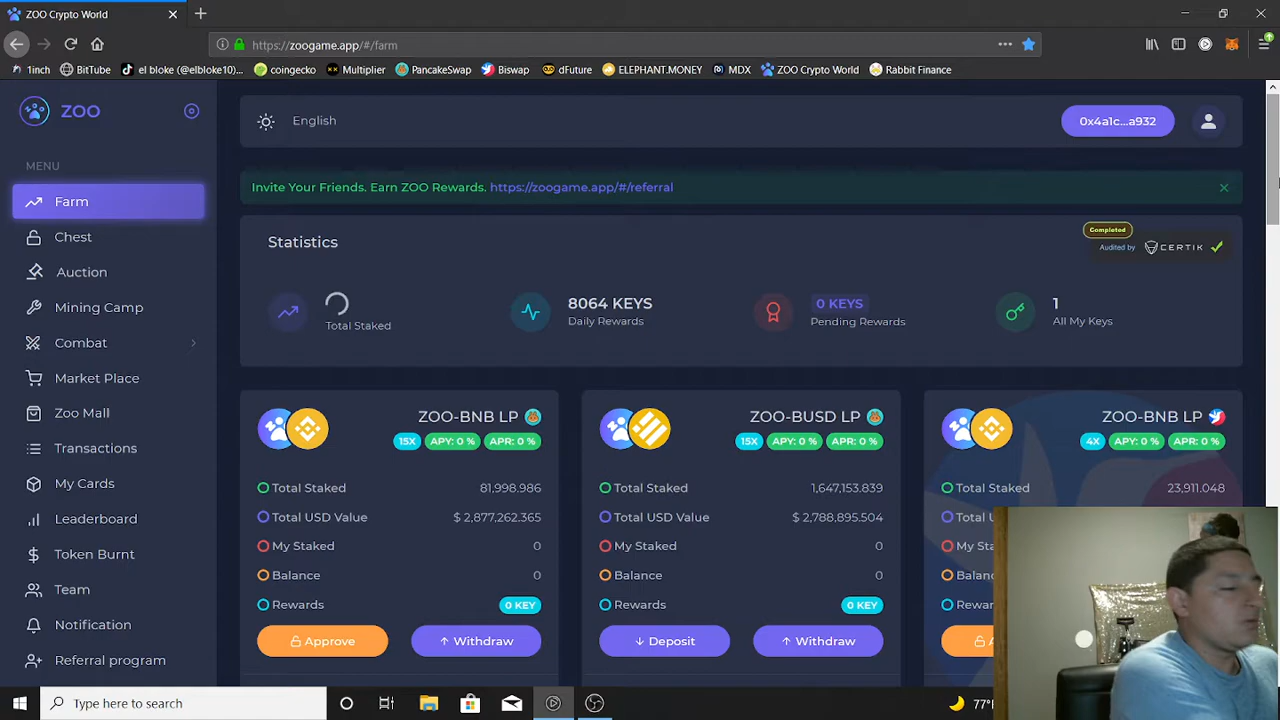 ZOO Crypto World
https://zoogame.app/#/farm
1inch BitTube el bloke (@elbloke10)... coingecko Multiplier PancakeSwap Biswap dFuture ELEPHANT.MONEY MDX ZOO Crypto World Rabbit Finance
ZOO
English
0x4a1c...a932
MENU
Farm
Chest
Auction
Mining Camp
Combat
Market Place
Zoo Mall
Transactions
My Cards
Leaderboard
Token Burnt
Team
Notification
Referral program
Invite Your Friends. Earn ZOO Rewards. https://zoogame.app/#/referral
Statistics
Completed
Audited by CERTIK
Total Staked
8064 KEYS
Daily Rewards
0 KEYS
Pending Rewards
1
All My Keys
ZOO-BNB LP
15X APY: 0 % APR: 0 %
Total Staked 81,998.986
Total USD Value $ 2,877,262.365
My Staked 0
Balance 0
Rewards 0 KEY
Approve Withdraw
ZOO-BUSD LP
15X APY: 0 % APR: 0 %
Total Staked 1,647,153.839
Total USD Value $ 2,788,895.504
My Staked 0
Balance 0
Rewards 0 KEY
Deposit Withdraw
ZOO-BNB LP
4X APY: 0 % APR: 0 %
Total Staked 23,911.048
Total
My Sta
Balan
Rewar
Type here to search
77°F